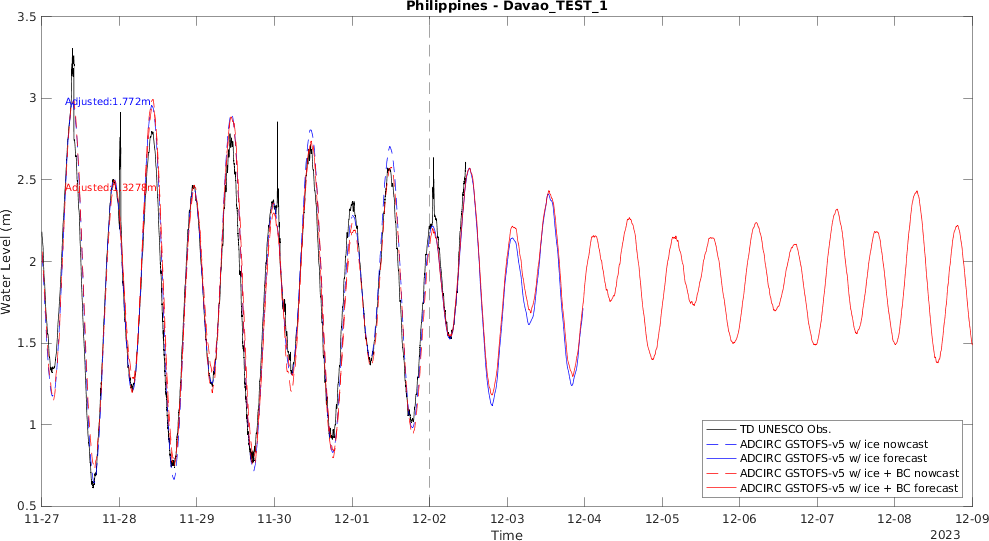 Philippines - Davao_TEST_1
Water Level (m)
3.5
3
2.5
2
1.5
1
0.5
Adjusted:1.772m
Adjusted:1.3278m
TD UNESCO Obs.
ADCIRC GSTOFS-v5 w/ ice nowcast
ADCIRC GSTOFS-v5 w/ ice forecast
ADCIRC GSTOFS-v5 w/ ice + BC nowcast
ADCIRC GSTOFS-v5 w/ ice + BC forecast
11-27 11-28 11-29 11-30 12-01 12-02 12-03 12-04 12-05 12-06 12-07 12-08 12-09
Time
2023